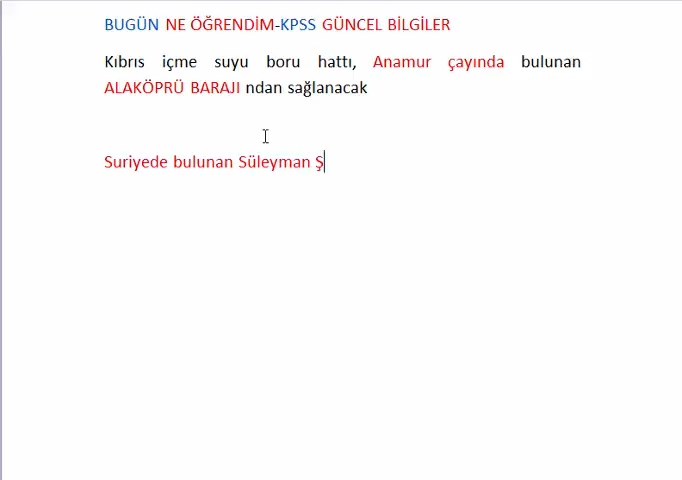 BUGÜN NE ÖĞRENDİM-KPSS GÜNCEL BİLGİLER
Kıbrıs içme suyu boru hattı, Anamur çayında bulunan
ALAKÖPRÜ BARAJI ndan sağlanacak
Suriyede bulunan Süleyman Ş